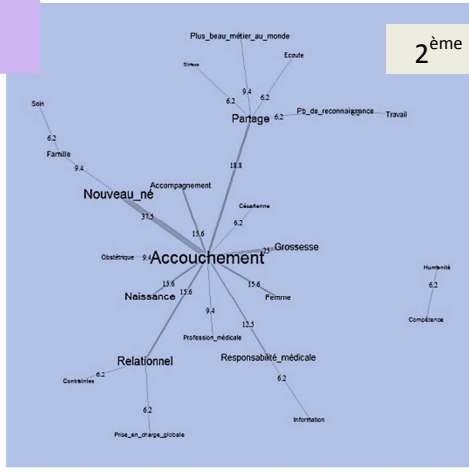 2ème
Plus_beau_métier_au_monde
Ecoute
Stress
9.4
6.2
6.2
Partage
6.2
Pb_de_reconnaissance
6.2
Travail
Soin
6.2
Famille
9.4
Nouveau_né
Accompagnement
18.8
37.5
15.6
Césarienne
6.2
Obstétrique
9.4
Accouchement
25
Grossesse
Humanité
6.2
Compétence
15.6
15.6
Naissance
15.6
Femme
9.4
12.5
Profession_médicale
Relationnel
Responsabilité_médicale
6.2
Contraintes
6.2
6.2
Information
Prise_en_charge_globale